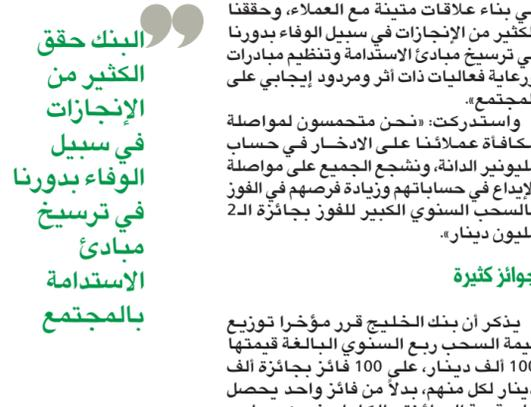 في بناء علاقات متينة مع العملاء، وحققنا
الكثير من الإنجازات في سبيل الوفاء بدورنا
في ترسيخ مبادئ الاستدامة وتنظيم مبادرات
ورعاية فعاليات ذات أثر ومردود إيجابي على
المجتمع».
واستدركت: «نحن متحمسون لمواصلة
مكافأة عملائنا على الادخـار في حساب
مليونير الدانة، ونشجع الجميع على مواصلة
الإيداع في حساباتهم وزيادة فرصهم في الفوز
بالسحب السنوي الكبير للفوز بجائزة الـ2
مليون دينار».
جوائز كثيرة
يذكر أن بنك الخليج قرر مؤخرا توزيع
قيمة السحب ربع السنوي البالغة قيمتها
100 ألف دينار، على 100 فائز بجائزة ألف
دينار لكل منهم، بدلاً من فائز واحد يحصل
البنك حقق
الكثير من
الإنجازات
في سبيل
الوفاء بدورنا
في ترسيخ
مبادئ
الاستدامة
بالمجتمع